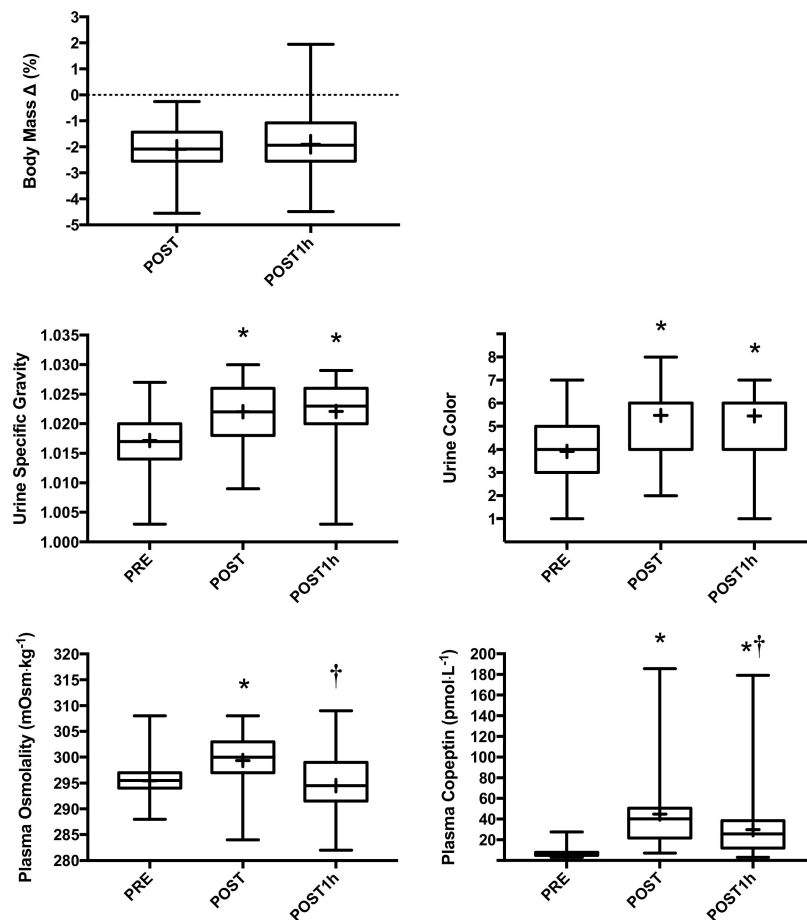 Body Mass Δ (%)
3
2
1
0
-1
-2
-3
-4
-5
POST
POST1h
Urine Specific Gravity
1.035
1.030
1.025
1.020
1.015
1.010
1.005
1.000
*
*
PRE
POST
POST1h
Urine Color
8
7
6
5
4
3
2
1
*
*
PRE
POST
POST1h
Plasma Osmolality (mOsm·kg⁻¹)
320
315
310
305
300
295
290
285
280
*
†
PRE
POST
POST1h
Plasma Copeptin (pmol·L⁻¹)
200
180
160
140
120
100
80
60
40
20
*
*†
PRE
POST
POST1h